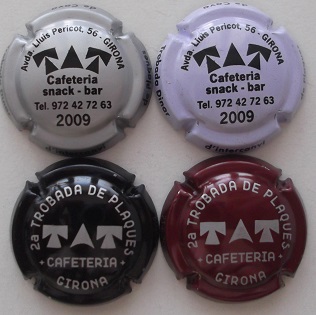 Avda. Lluís Pericot, 56 - GIRONA
TAT
Cafeteria
snack - bar
Tel. 972 42 72 63
2009
Avda. Lluís Pericot, 56 - GIRONA
TAT
Cafeteria
snack - bar
Tel. 972 42 72 63
2009
d'intercanvi
2a TROBADA DE PLAQUES
TAT
CAFETERIA
GIRONA
2a TROBADA DE PLAQUES
TAT
CAFETERIA
GIRONA